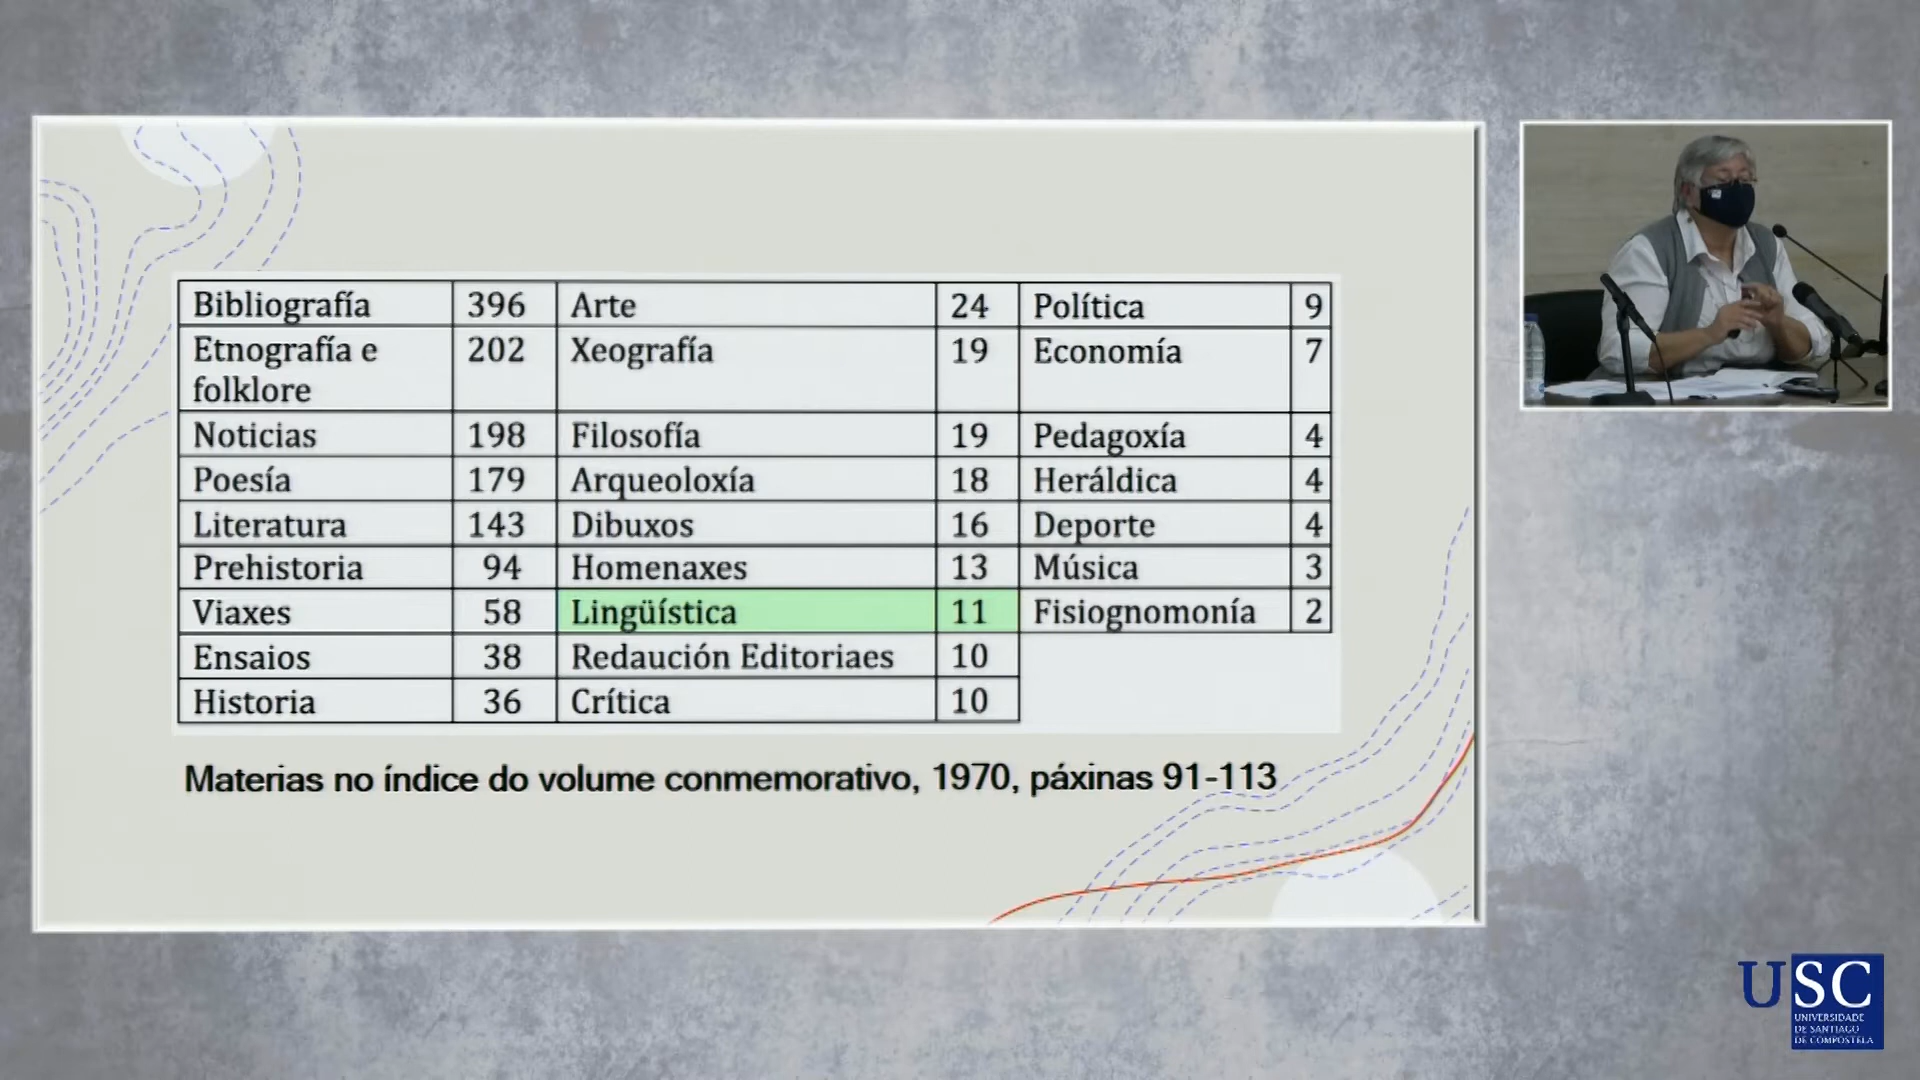 Bibliografía 396 Arte 24 Política 9
Etnografía e folklore 202 Xeografía 19 Economía 7
Noticias 198 Filosofía 19 Pedagoxía 4
Poesía 179 Arqueoloxía 18 Heráldica 4
Literatura 143 Dibuxos 16 Deporte 4
Prehistoria 94 Homenaxes 13 Música 3
Viaxes 58 Lingüística 11 Fisiognomonía 2
Ensaios 38 Redaución Editoriaes 10
Historia 36 Crítica 10
Materias no índice do volume conmemorativo, 1970, páxinas 91-113
USC
UNIVERSIDADE
DE SANTIAGO
DE COMPOSTELA